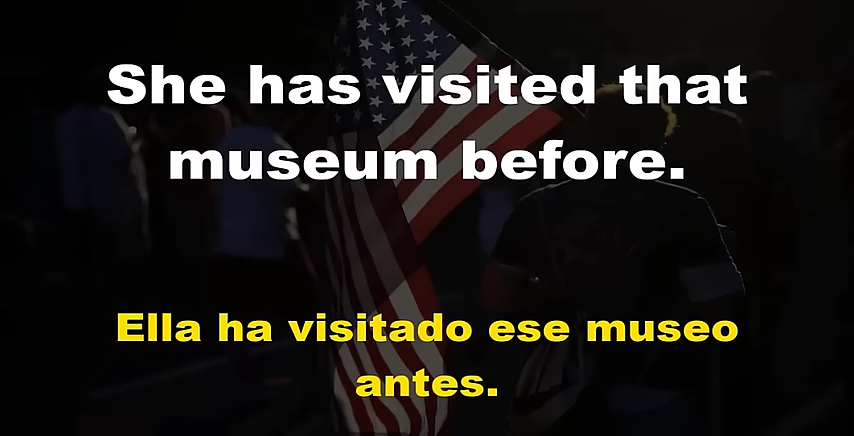 She has visited that
museum before.
Ella ha visitado ese museo
antes.